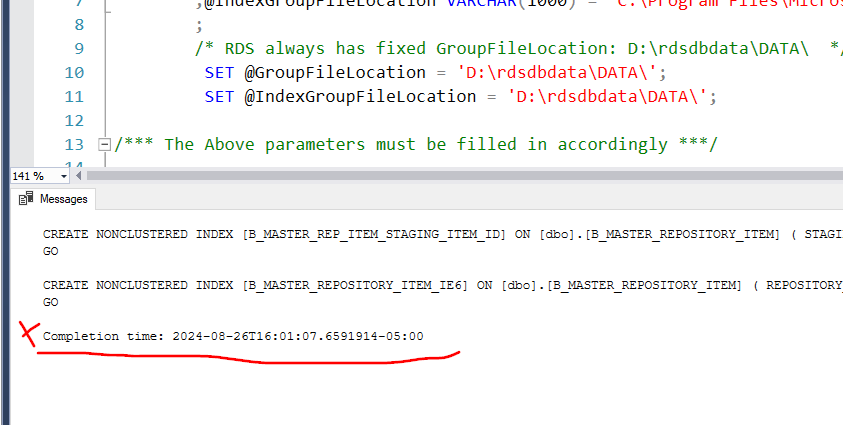 7 ,@IndexGroupFileLocation VARCHAR(1000) = 'C:\Program Files\Micros
8 ;
9 /* RDS always has fixed GroupFileLocation: D:\rdsdbdata\DATA\ */
10 SET @GroupFileLocation = 'D:\rdsdbdata\DATA\';
11 SET @IndexGroupFileLocation = 'D:\rdsdbdata\DATA\';
12
13 /*** The Above parameters must be filled in accordingly ***/
14
141 %
Messages
CREATE NONCLUSTERED INDEX [B_MASTER_REP_ITEM_STAGING_ITEM_ID] ON [dbo].[B_MASTER_REPOSITORY_ITEM] ( STAGI
GO
CREATE NONCLUSTERED INDEX [B_MASTER_REPOSITORY_ITEM_IE6] ON [dbo].[B_MASTER_REPOSITORY_ITEM] ( REPOSITORY_
GO
Completion time: 2024-08-26T16:01:07.6591914-05:00